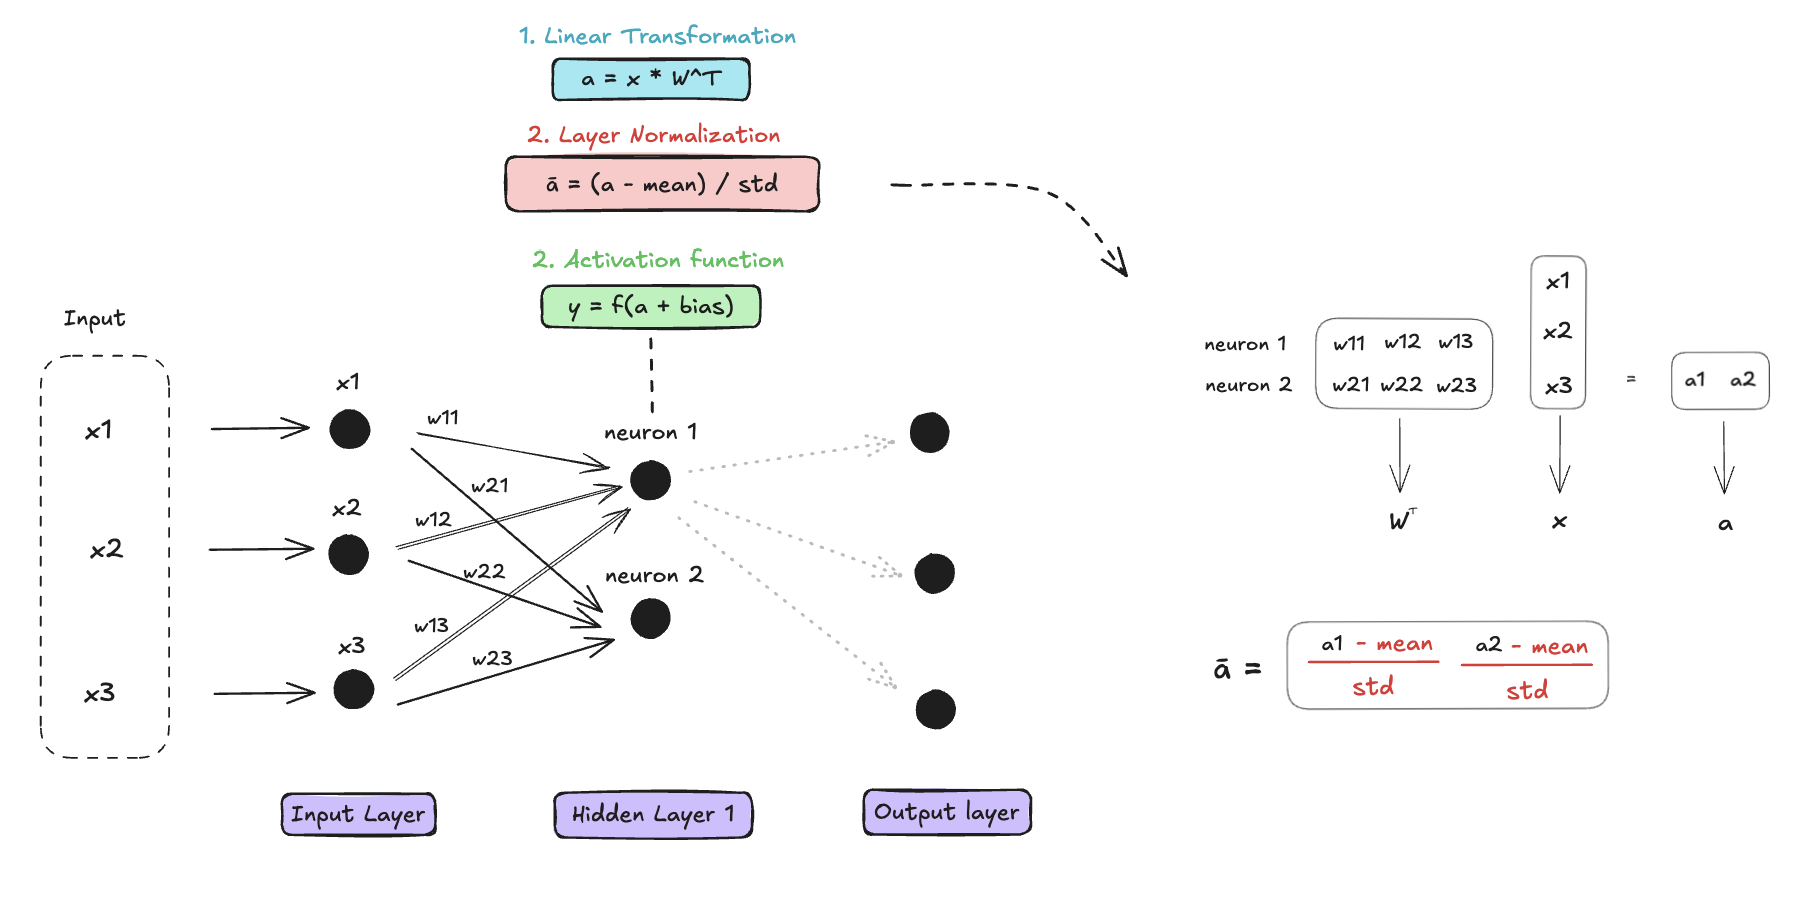 1. Linear Transformation
a = x * W^T
2. Layer Normalization
ā = (a - mean) / std
2. Activation function
y = f(a + bias)
Input
x1
x2
x3
x1
x2
x3
w11
w21
w12
w22
w13
w23
neuron 1
neuron 2
Input Layer
Hidden Layer 1
Output layer
x1
x2
x3
neuron 1 w11 w12 w13
neuron 2 w21 w22 w23
= a1 a2
Wᵀ x a
ā = a1 - mean a2 - mean
std std